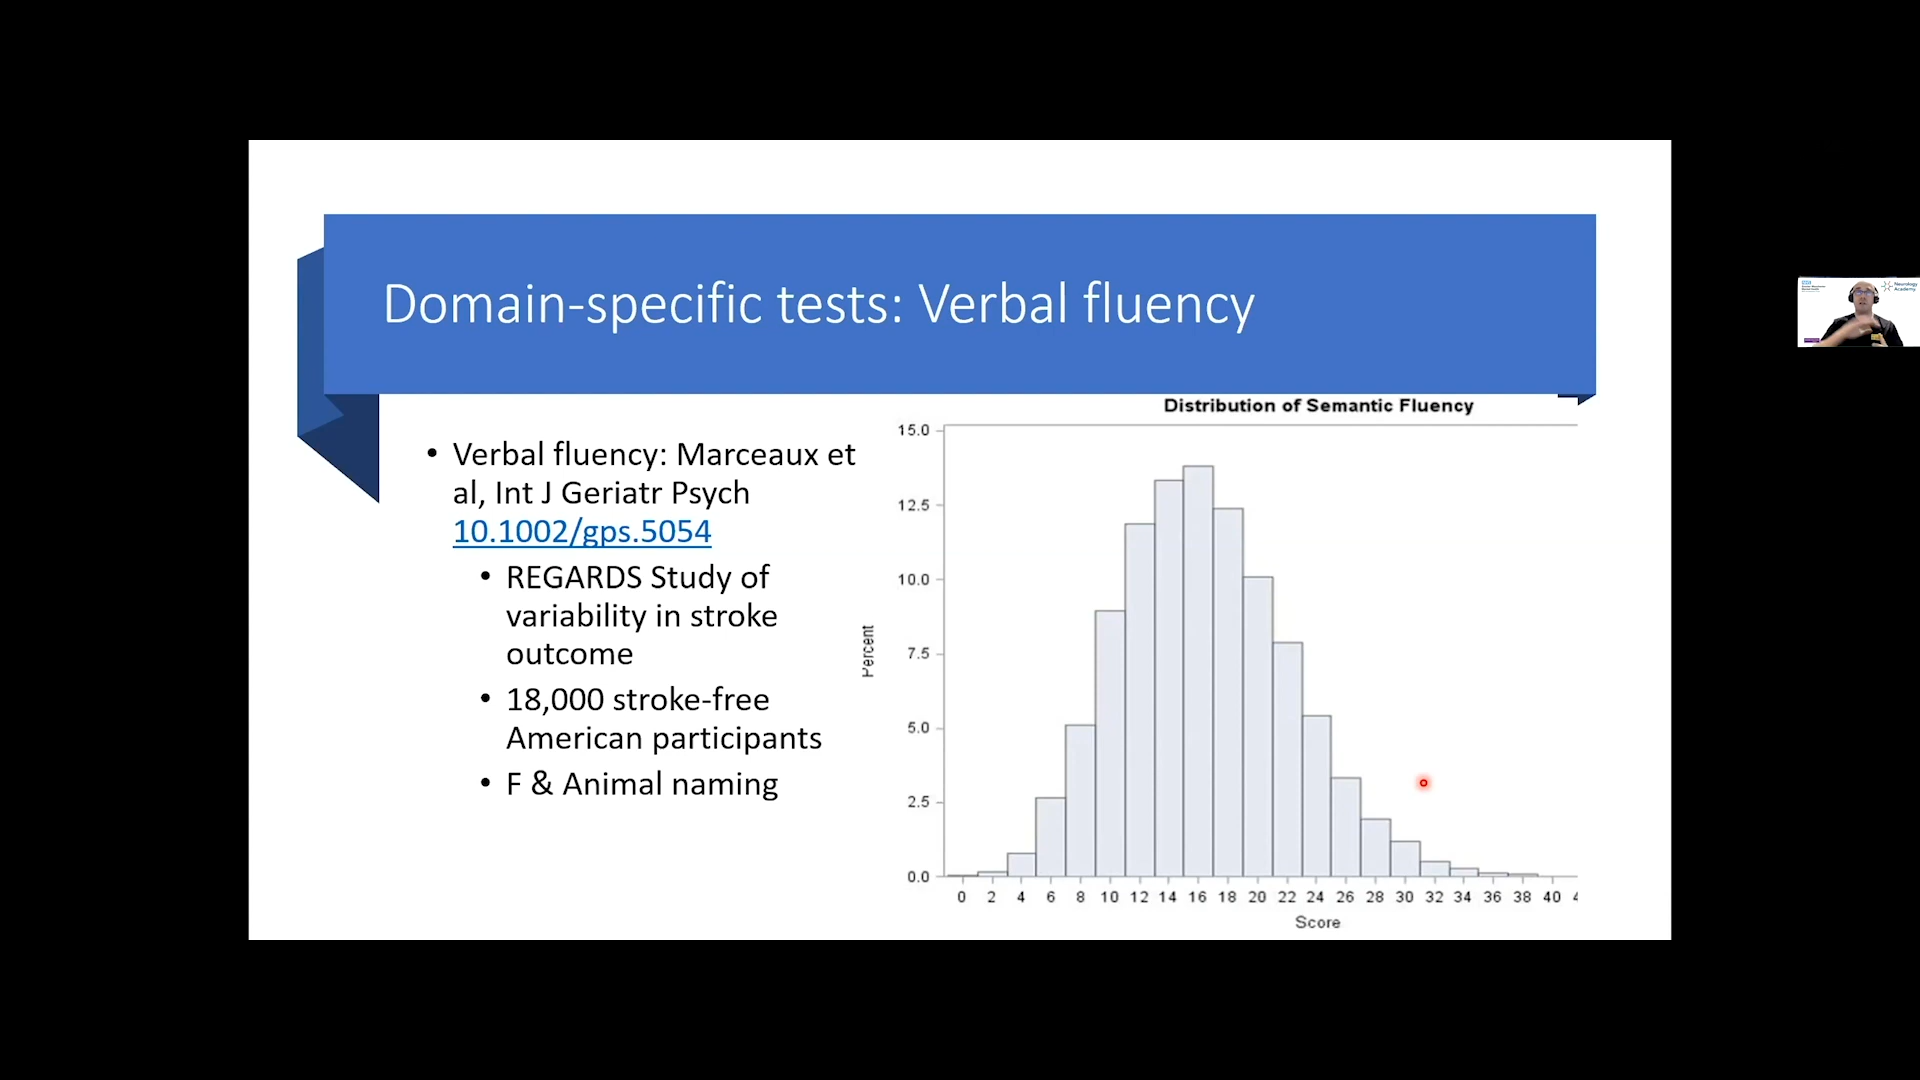 Domain-specific tests: Verbal fluency
• Verbal fluency: Marceaux et
al, Int J Geriatr Psych
10.1002/gps.5054
• REGARDS Study of
variability in stroke
outcome
• 18,000 stroke-free
American participants
• F & Animal naming
Distribution of Semantic Fluency
15.0
12.5
10.0
7.5
5.0
2.5
0.0
Percent
0 2 4 6 8 10 12 14 16 18 20 22 24 26 28 30 32 34 36 38 40
Score
Neurology
Academy